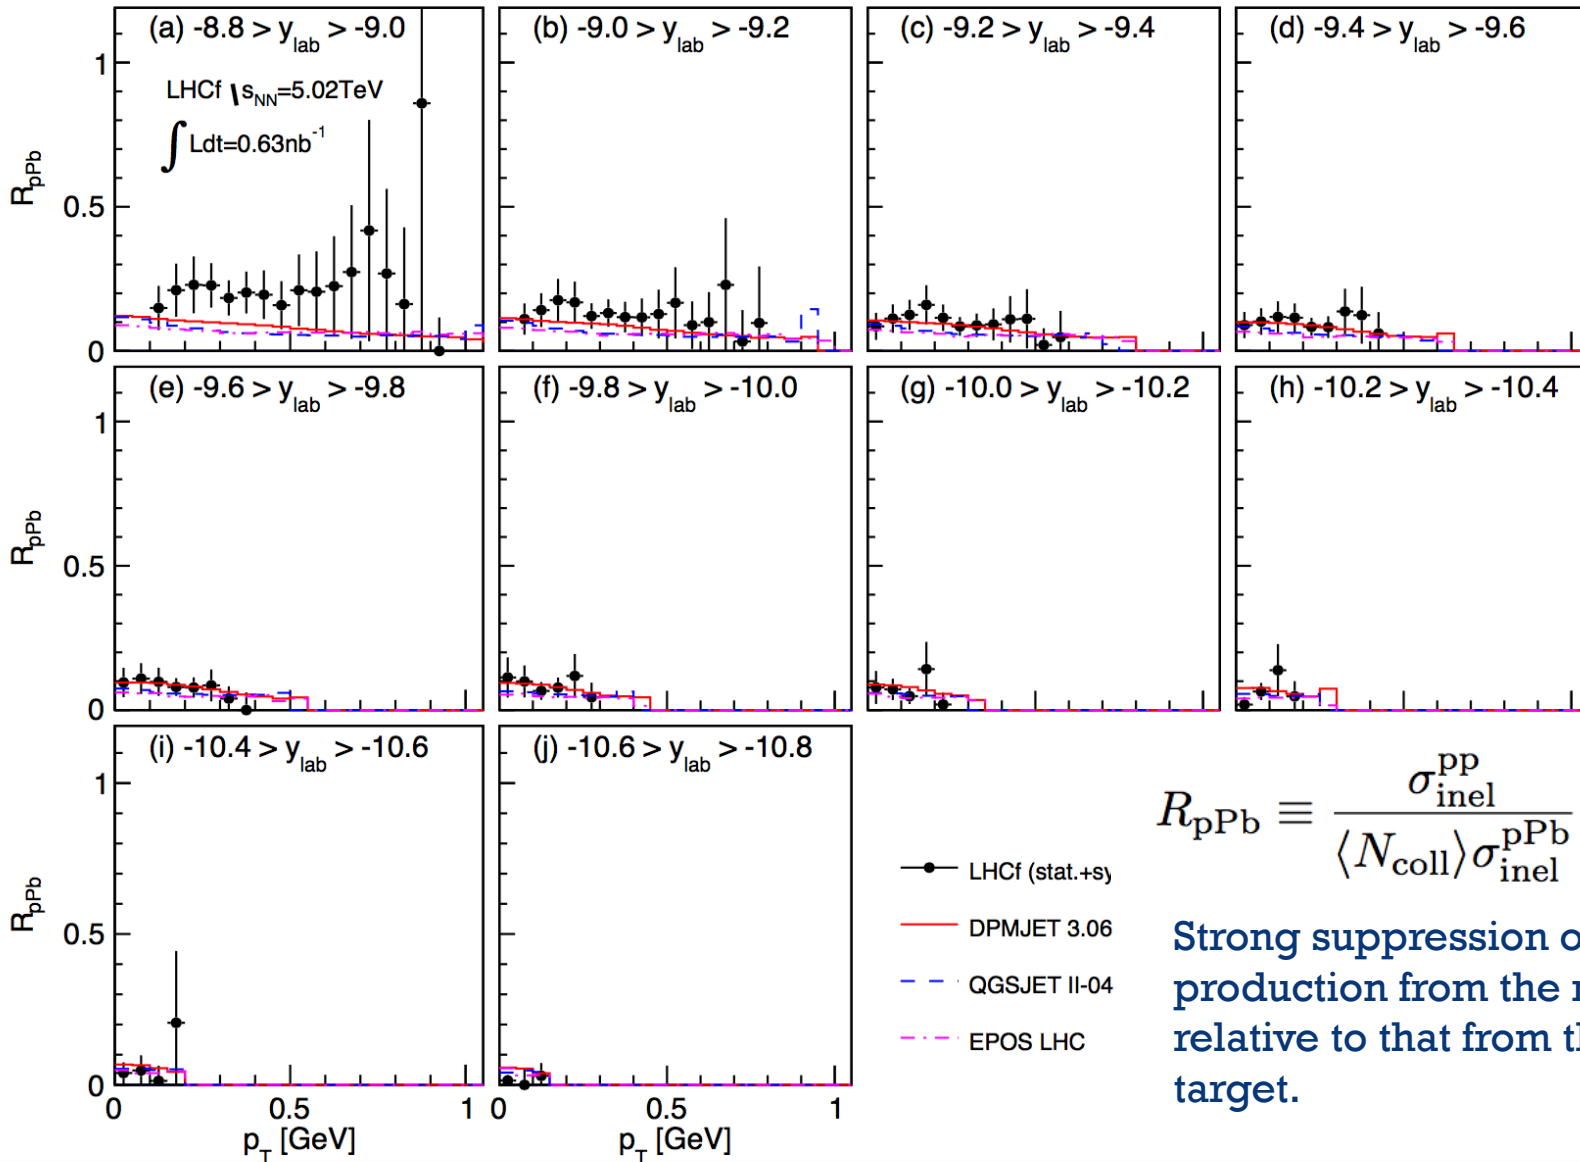 (a) -8.8 > y_lab > -9.0
(b) -9.0 > y_lab > -9.2
(c) -9.2 > y_lab > -9.4
(d) -9.4 > y_lab > -9.6
LHCf √s_NN=5.02TeV
∫ Ldt=0.63nb^-1
R_pPb
1
0.5
0
(e) -9.6 > y_lab > -9.8
(f) -9.8 > y_lab > -10.0
(g) -10.0 > y_lab > -10.2
(h) -10.2 > y_lab > -10.4
R_pPb
1
0.5
0
(i) -10.4 > y_lab > -10.6
(j) -10.6 > y_lab > -10.8
R_pPb
1
0.5
0
0 0.5 1
p_T [GeV]
0 0.5 1
p_T [GeV]
LHCf (stat.+sy
DPMJET 3.06
QGSJET II-04
EPOS LHC
R_pPb ≡ σ_inel^pp / ⟨N_coll⟩σ_inel^pPb
Strong suppression
production from the
relative to that from
target.